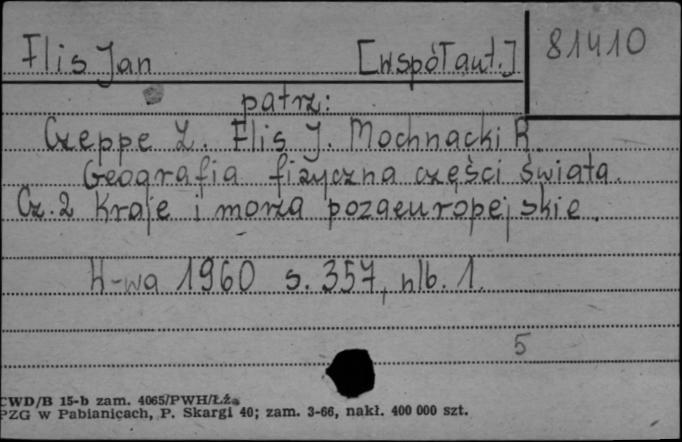 Flis Jan [współaut.] 81410
patrz:
Czeppe Z. Flis J. Mochnacki R.
Geografia fizyczna części świata.
Cz. 2 Kraje i morza pozaeuropejskie.
W-wa 1960 s. 357, nlb. 1.
5
CWD/B 15-b zam. 4065/PWH/Łża
PZG w Pabianicach, P. Skargi 40; zam. 3-66, nakł. 400 000 szt.